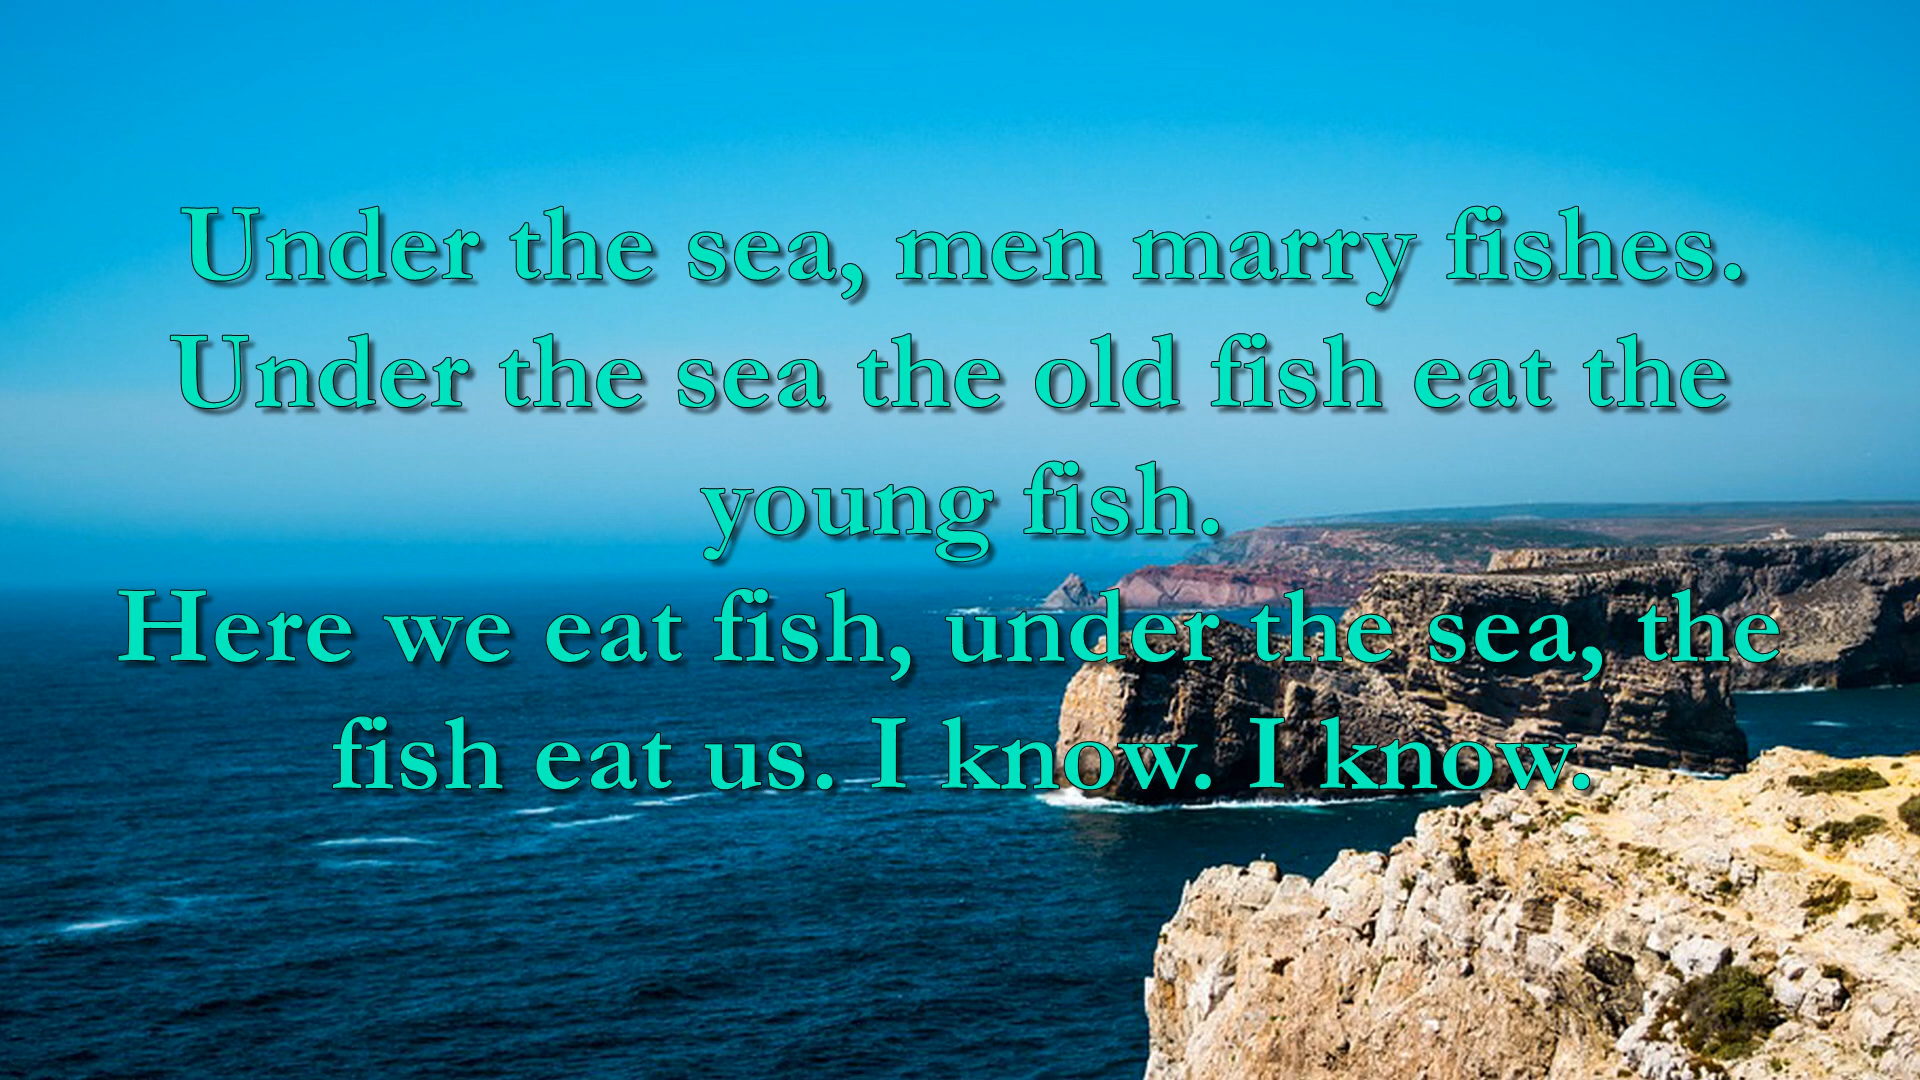 Under the sea, men marry fishes.
Under the sea the old fish eat the
young fish.
Here we eat fish, under the sea, the
fish eat us. I know. I know.